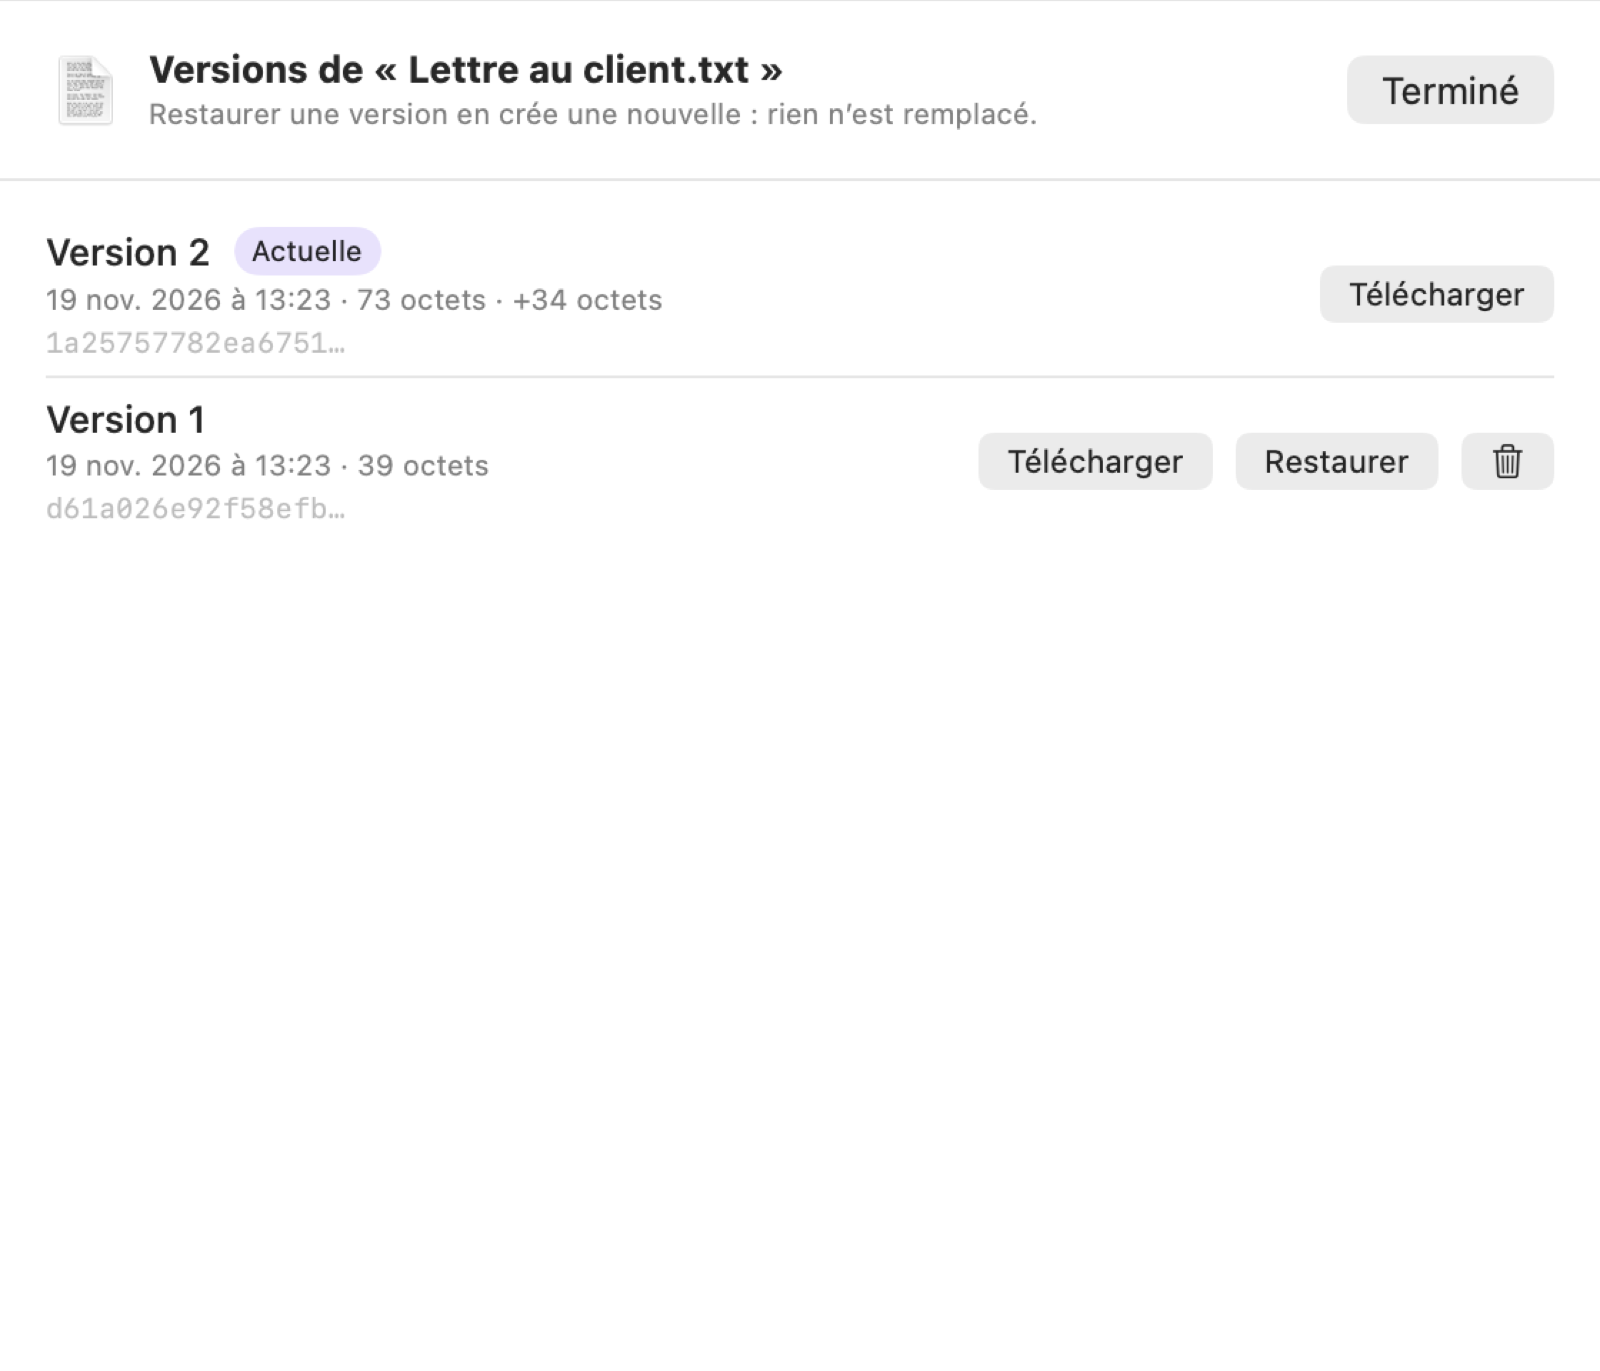 Versions de « Lettre au client.txt »
Restaurer une version en crée une nouvelle : rien n’est remplacé.
Terminé
Version 2 Actuelle
19 nov. 2026 à 13:23 · 73 octets · +34 octets
1a25757782ea6751…
Télécharger
Version 1
19 nov. 2026 à 13:23 · 39 octets
d61a026e92f58efb…
Télécharger Restaurer